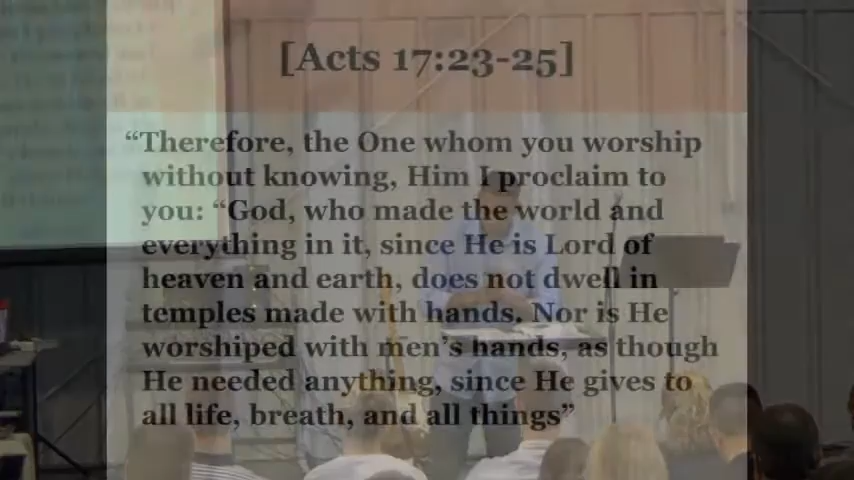 [Acts 17:23-25]
“Therefore, the One whom you worship
without knowing, Him I proclaim to
you: “God, who made the world and
everything in it, since He is Lord of
heaven and earth, does not dwell in
temples made with hands. Nor is He
worshiped with men’s hands, as though
He needed anything, since He gives to
all life, breath, and all things”